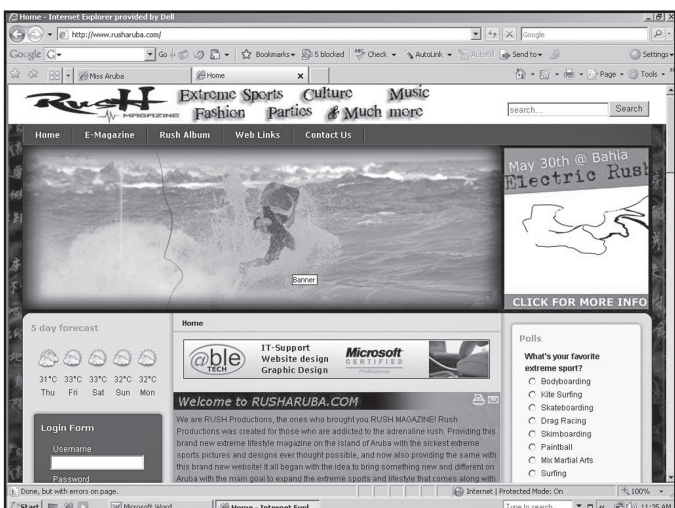 Home - Internet Explorer provided by Dell
http://www.rusharuba.com/
Google
Google
Go
Bookmarks
5 blocked
Check
AutoLink
AutoFill
Send to
Settings
Miss Aruba
Home
Page
Tools
RusH
MAGAZINE
Extreme Sports Culture Music
Fashion Parties & Much more
search...
Search
Home
E-Magazine
Rush Album
Web Links
Contact Us
Banner
May 30th @ Bahia
Electric Rush
CLICK FOR MORE INFO
5 day forecast
31°C 33°C 33°C 32°C 32°C
Thu Fri Sat Sun Mon
Login Form
Username
Password
Home
@ble
TECH
IT-Support
Website design
Graphic Design
Microsoft
CERTIFIED
Professional
Welcome to RUSHARUBA.COM
We are RUSH Productions, the ones who brought you RUSH MAGAZINE! Rush
Productions was created for those who are addicted to the adrenaline rush. Providing this
brand new extreme lifestyle magazine on the island of Aruba with the sickest extreme
sports pictures and designs ever thought possible, and now also providing the same with
this brand new website! It all began with the idea to bring something new and different on
Aruba with the main goal to expand the extreme sports and lifestyle that comes along with
Polls
What's your favorite
extreme sport?
Bodyboarding
Kite Surfing
Skateboarding
Drag Racing
Skimboarding
Paintball
Mix Martial Arts
Surfing
Done, but with errors on page.
Internet | Protected Mode: On
100%
Start
Microsoft Word
Home - Internet Expl...
Type to search
11:35 AM